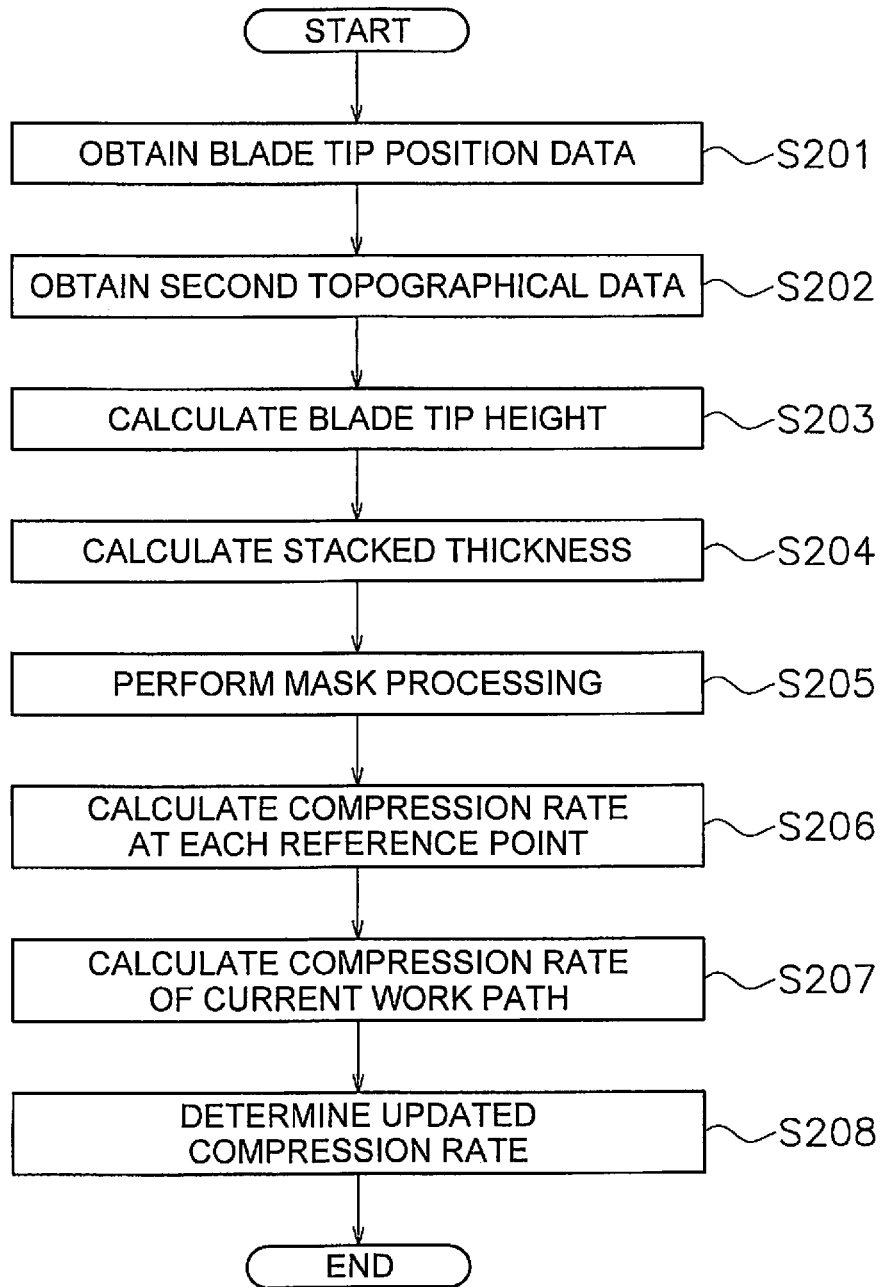 START
OBTAIN BLADE TIP POSITION DATA S201
OBTAIN SECOND TOPOGRAPHICAL DATA S202
CALCULATE BLADE TIP HEIGHT S203
CALCULATE STACKED THICKNESS S204
PERFORM MASK PROCESSING S205
CALCULATE COMPRESSION RATE
AT EACH REFERENCE POINT S206
CALCULATE COMPRESSION RATE
OF CURRENT WORK PATH S207
DETERMINE UPDATED
COMPRESSION RATE S208
END